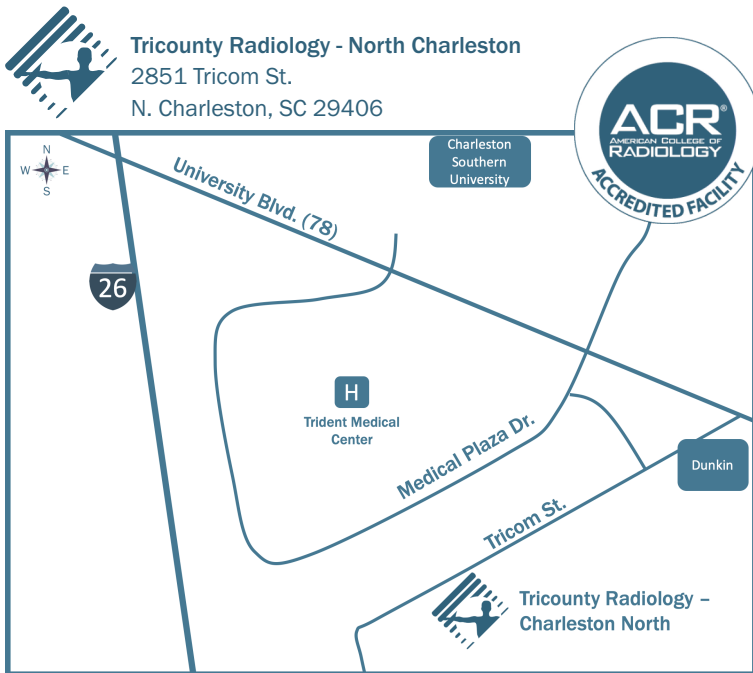 Tricounty Radiology - North Charleston
2851 Tricom St.
N. Charleston, SC 29406
ACR®
AMERICAN COLLEGE OF
RADIOLOGY
ACCREDITED FACILITY
N
W E
S
Charleston
Southern
University
University Blvd. (78)
26
H
Trident Medical
Center
Medical Plaza Dr.
Dunkin
Tricom St.
Tricounty Radiology –
Charleston North